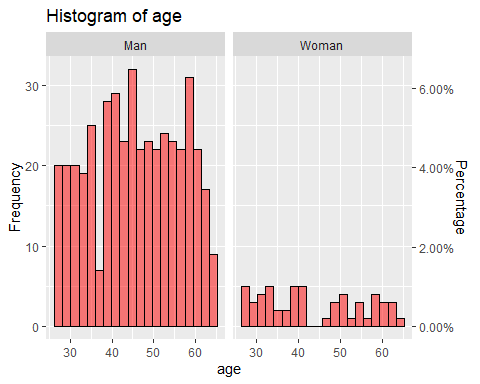 Histogram of age
Man
Woman
30
20
10
0
6.00%
4.00%
2.00%
0.00%
Frequency
Percentage
30 40 50 60
30 40 50 60
age